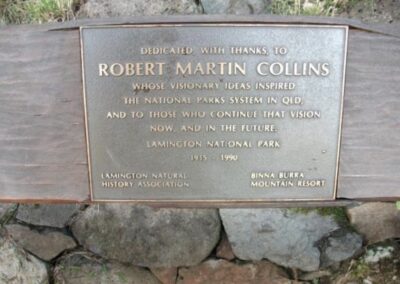 DEDICATED WITH THANKS, TO
ROBERT MARTIN COLLINS
WHOSE VISIONARY IDEAS INSPIRED
THE NATIONAL PARKS SYSTEM IN QLD,
AND TO THOSE WHO CONTINUE THAT VISION
NOW, AND IN THE FUTURE.
LAMINGTON NATIONAL PARK
1915 - 1990
LAMINGTON NATURAL
HISTORY ASSOCIATION
BINNA BURRA
MOUNTAIN RESORT